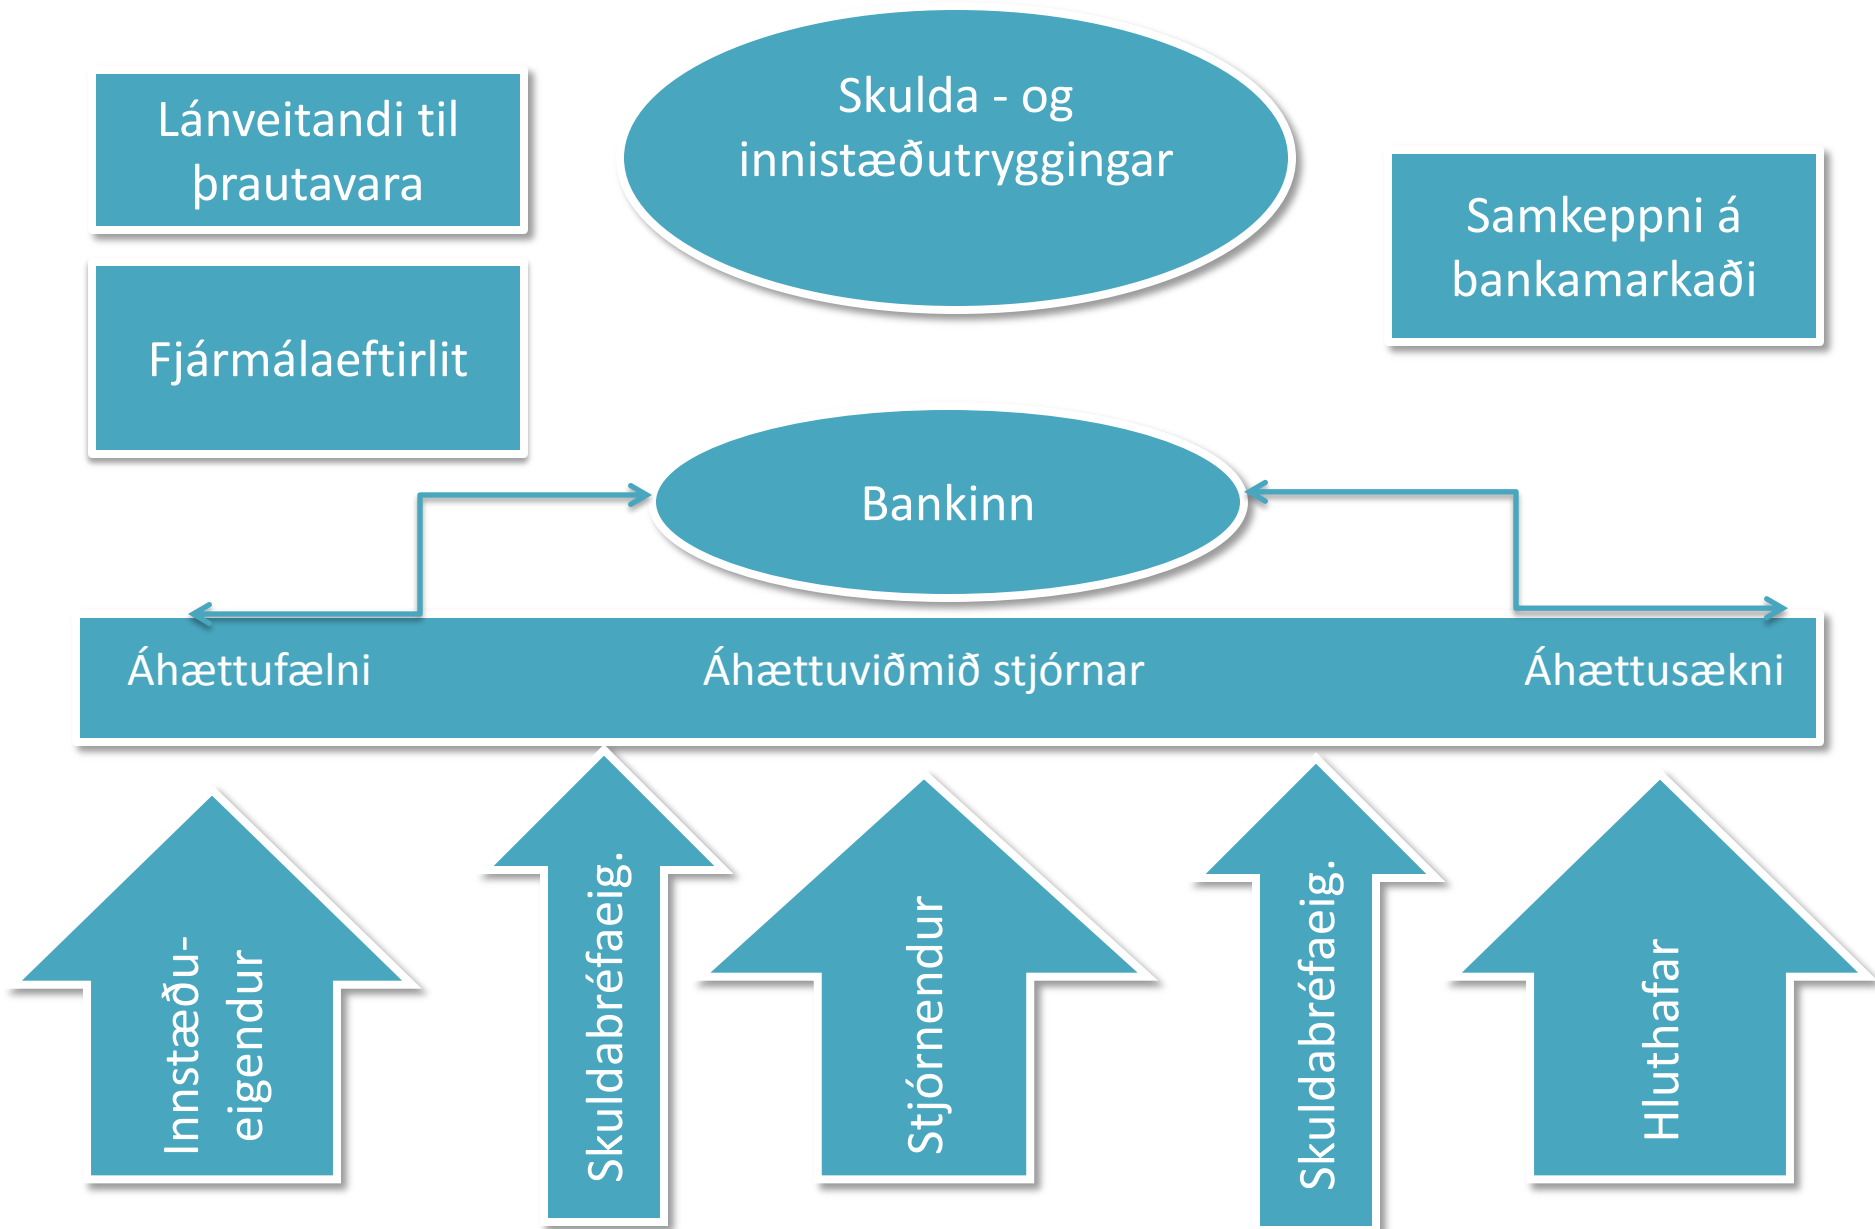 Lánveitandi til
þrautavara
Skulda - og
innistæðutryggingar
Samkeppni á
bankamarkaði
Fjármálaeftirlit
Bankinn
Áhættufælni
Áhættuviðmið stjórnar
Áhættusækni
Innstæðu-
eigendur
Skuldabréfaeig.
Stjórnendur
Skuldabréfaeig.
Hluthafar